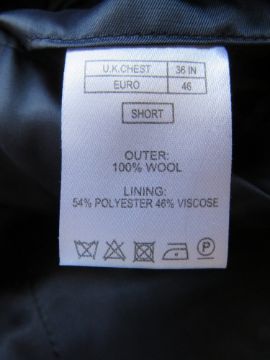 U.K.CHEST 36 IN
EURO 46
SHORT
OUTER:
100% WOOL
LINING:
54% POLYESTER 46% VISCOSE
P